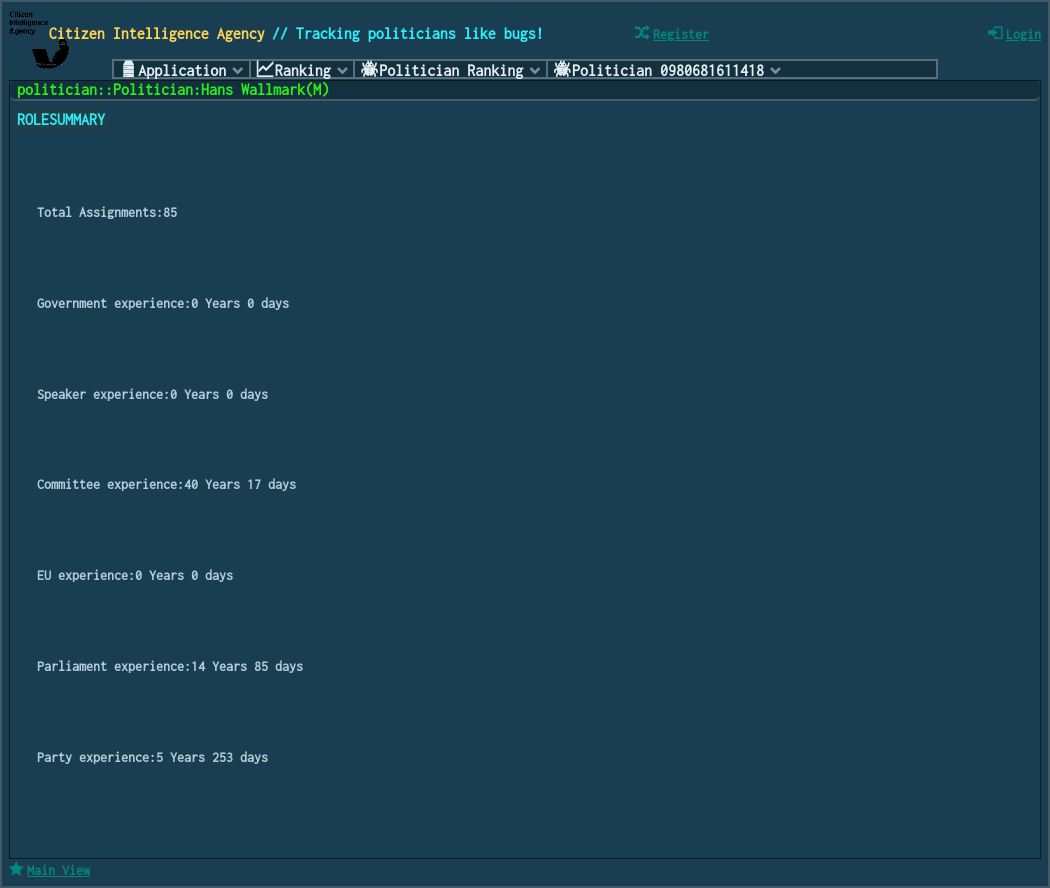 Citizen
Intelligence
Agency
Citizen Intelligence Agency // Tracking politicians like bugs!
Register
Login
Application
Ranking
Politician Ranking
Politician 0980681611418
politician::Politician:Hans Wallmark(M)
ROLESUMMARY
Total Assignments:85
Government experience:0 Years 0 days
Speaker experience:0 Years 0 days
Committee experience:40 Years 17 days
EU experience:0 Years 0 days
Parliament experience:14 Years 85 days
Party experience:5 Years 253 days
Main View